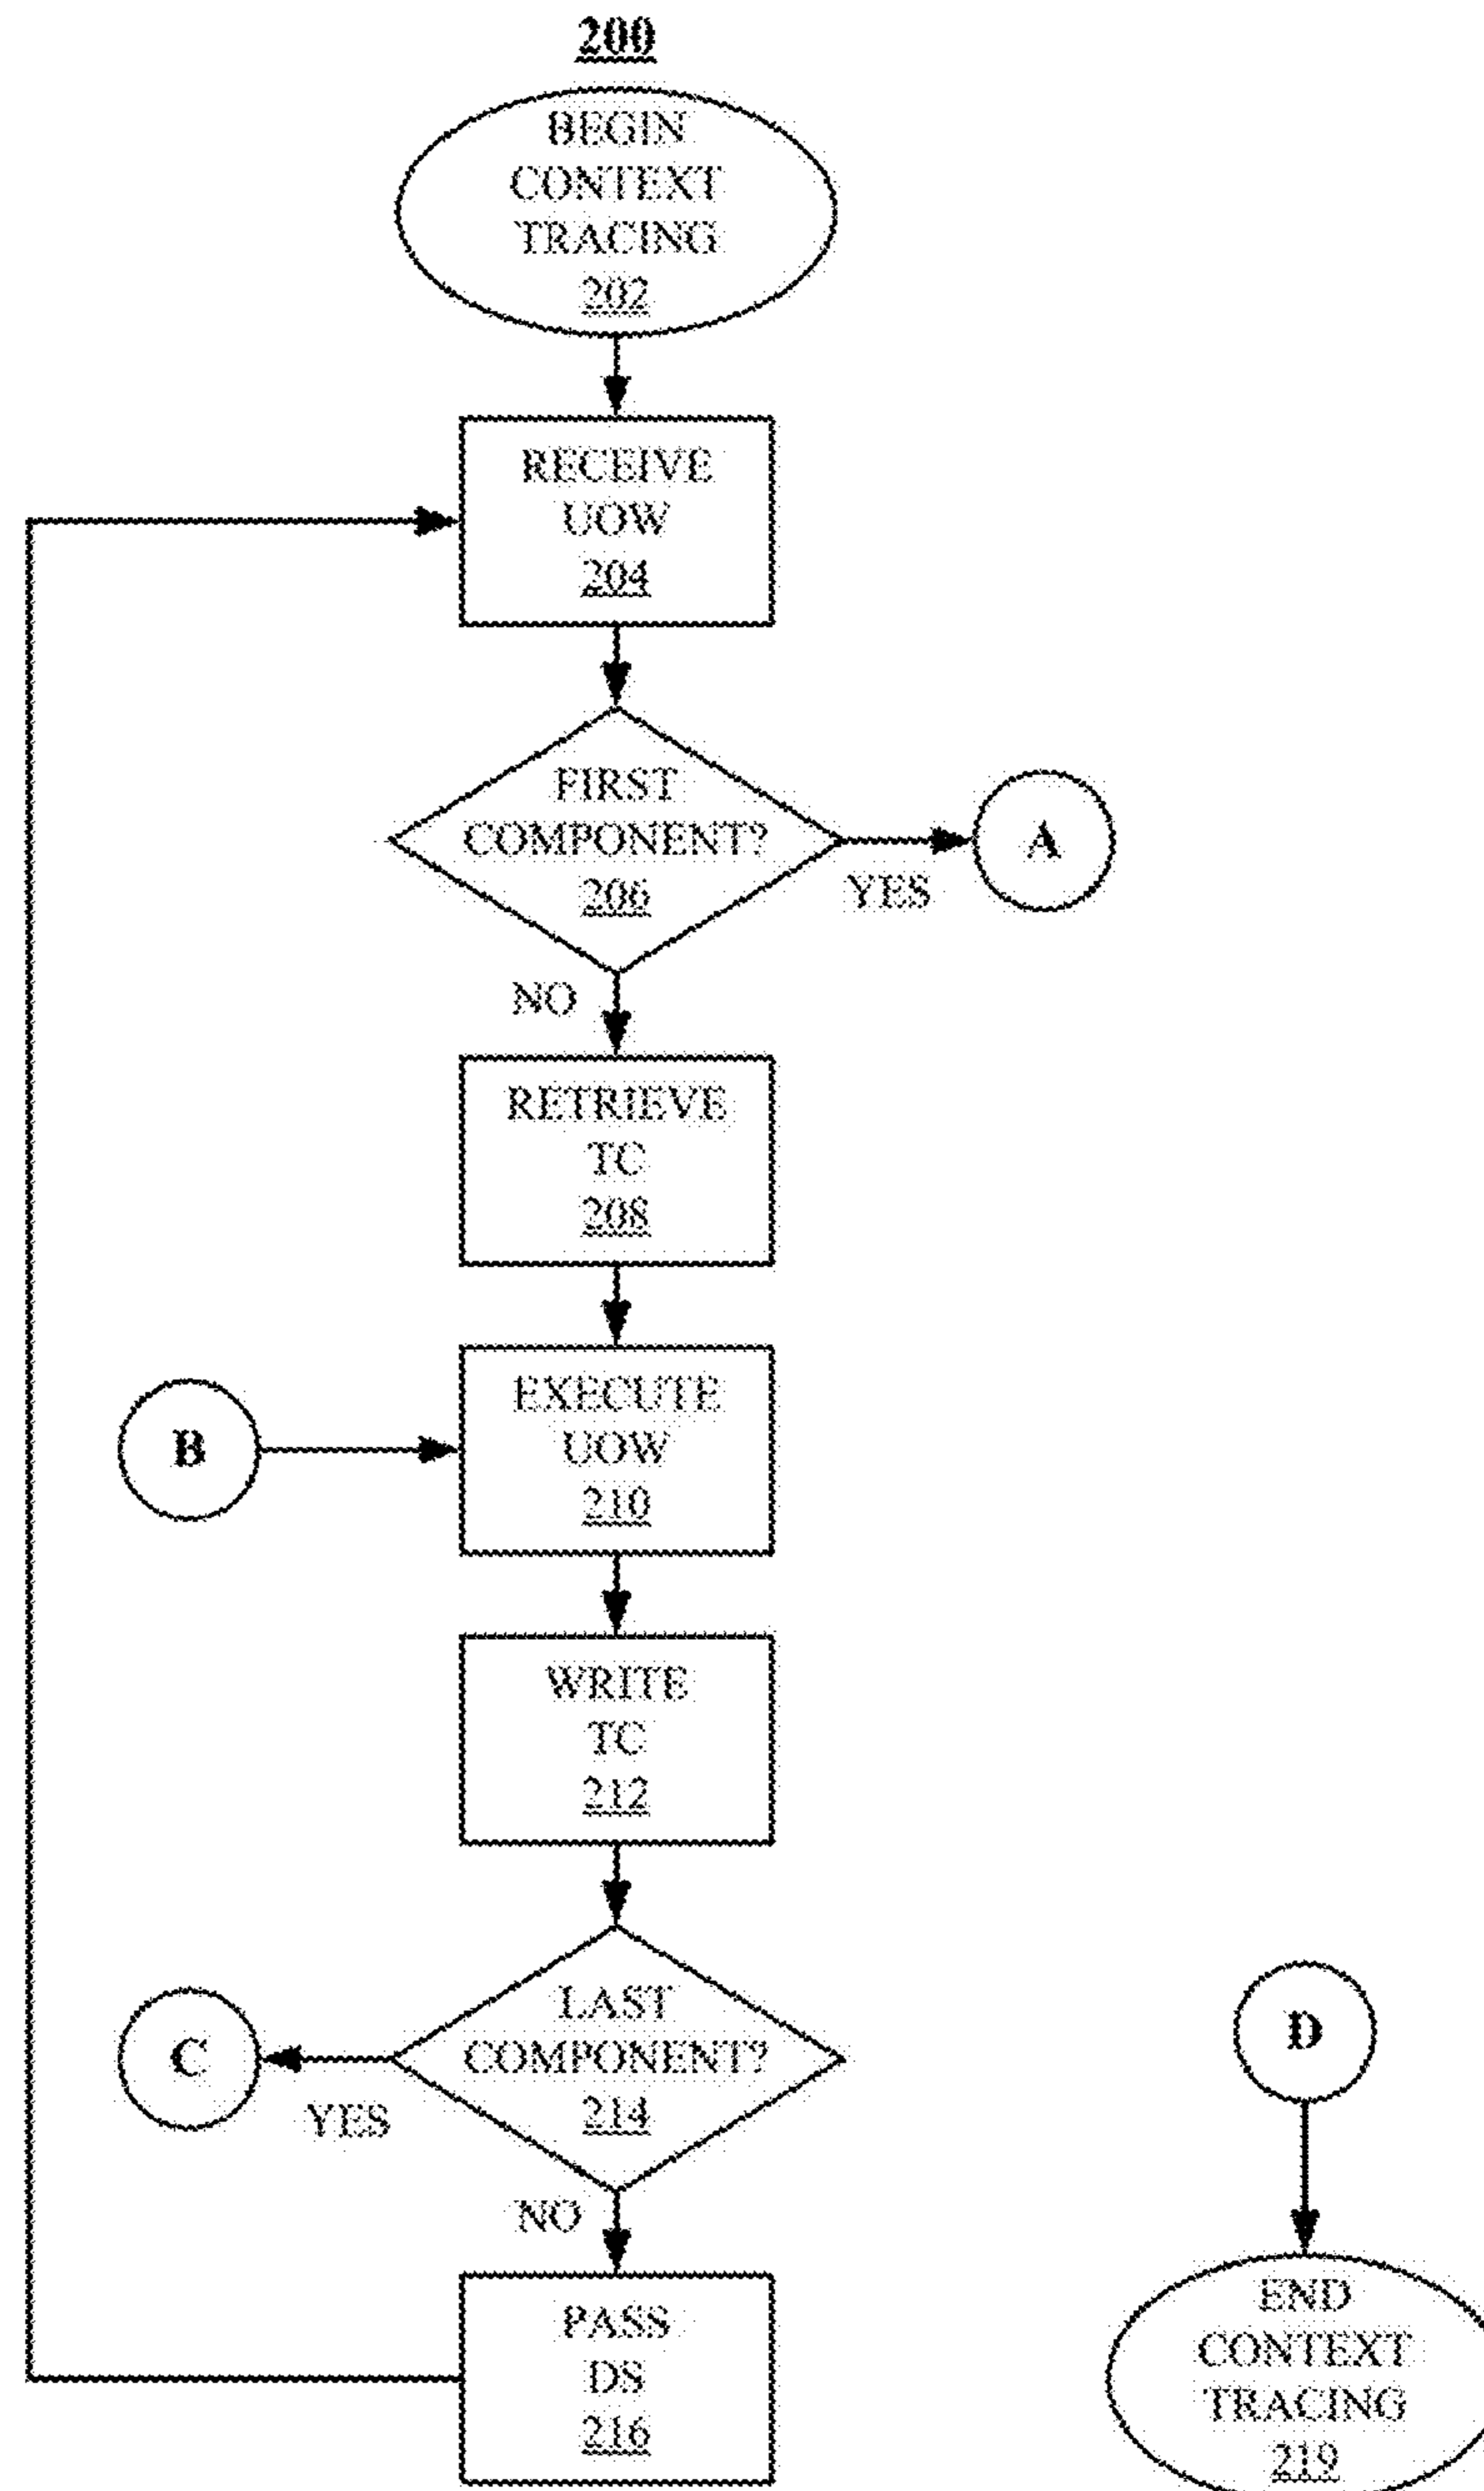 200
BEGIN
CONTEXT
TRACING
202
RECEIVE
UOW
204
FIRST
COMPONENT?
206
YES
A
NO
RETRIEVE
TC
208
B
EXECUTE
UOW
210
WRITE
TC
212
LAST
COMPONENT?
214
C
YES
NO
PASS
DS
216
D
END
CONTEXT
TRACING
219